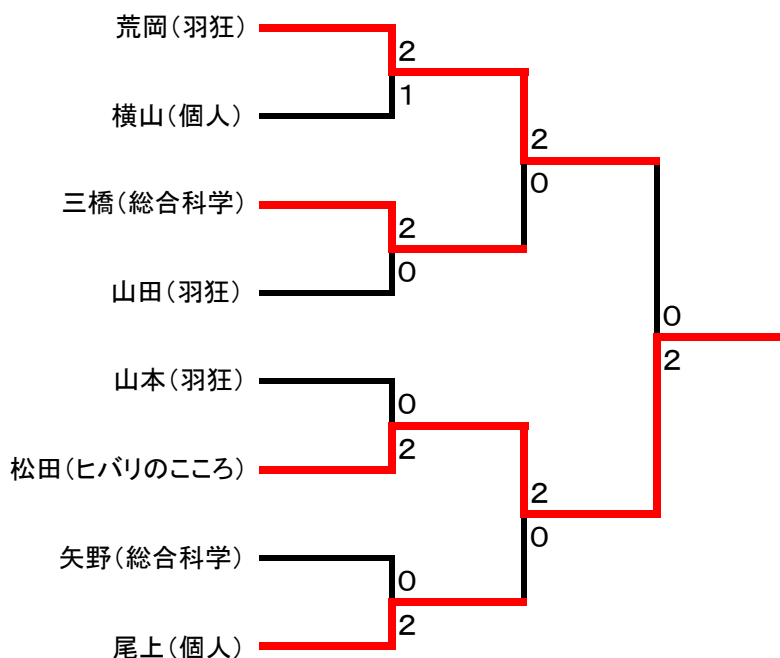 荒岡（羽狂）
2
1
横山（個人）
2
0
三橋（総合科学）
2
0
山田（羽狂）
0
2
山本（羽狂）
0
2
松田（ヒバリのこころ）
2
0
矢野（総合科学）
0
2
尾上（個人）